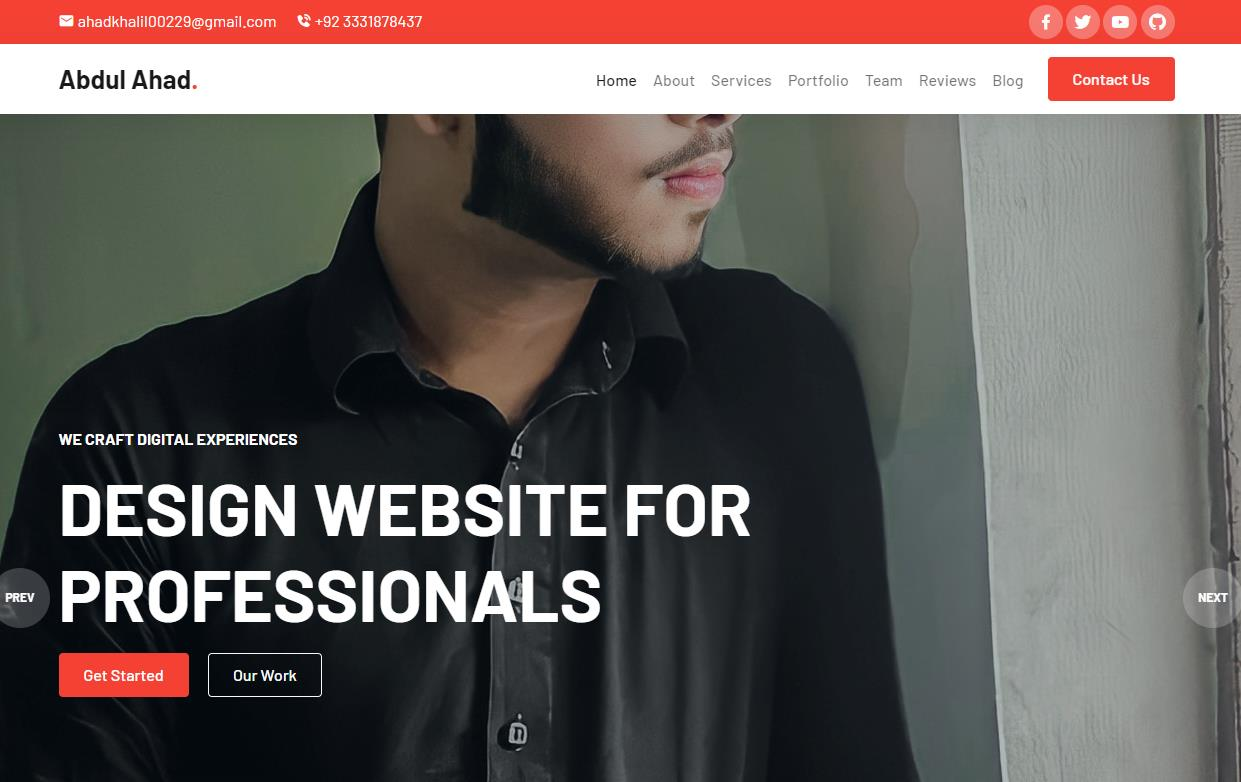 ahadkhalil00229@gmail.com +92 3331878437
Abdul Ahad.
Home About Services Portfolio Team Reviews Blog Contact Us
WE CRAFT DIGITAL EXPERIENCES
DESIGN WEBSITE FOR
PROFESSIONALS
PREV
NEXT
Get Started Our Work